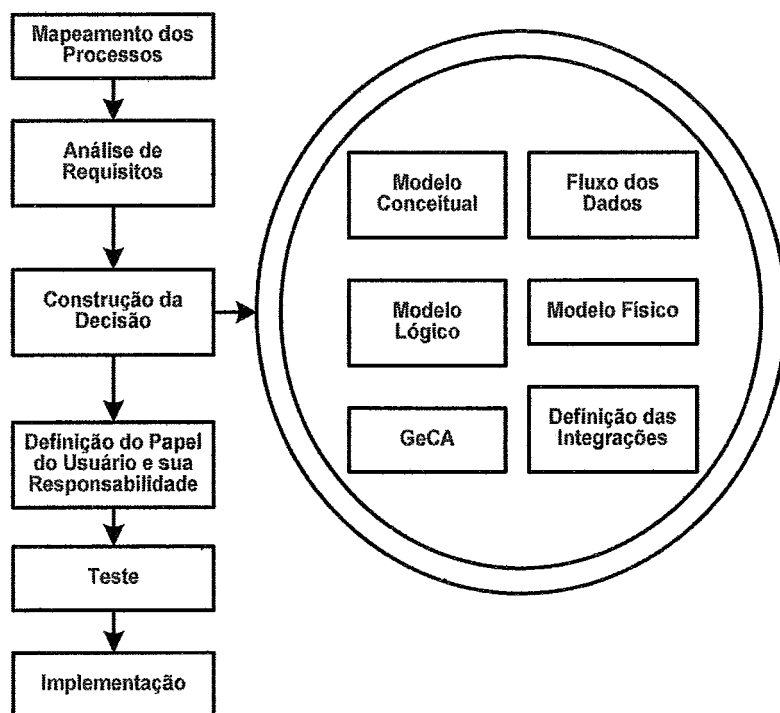 Mapeamento dos
Processos
Análise de
Requisitos
Construção da
Decisão
Definição do Papel
do Usuário e sua
Responsabilidade
Teste
Implementação
Modelo
Conceitual
Fluxo dos
Dados
Modelo
Lógico
Modelo Físico
GeCA
Definição das
Integrações